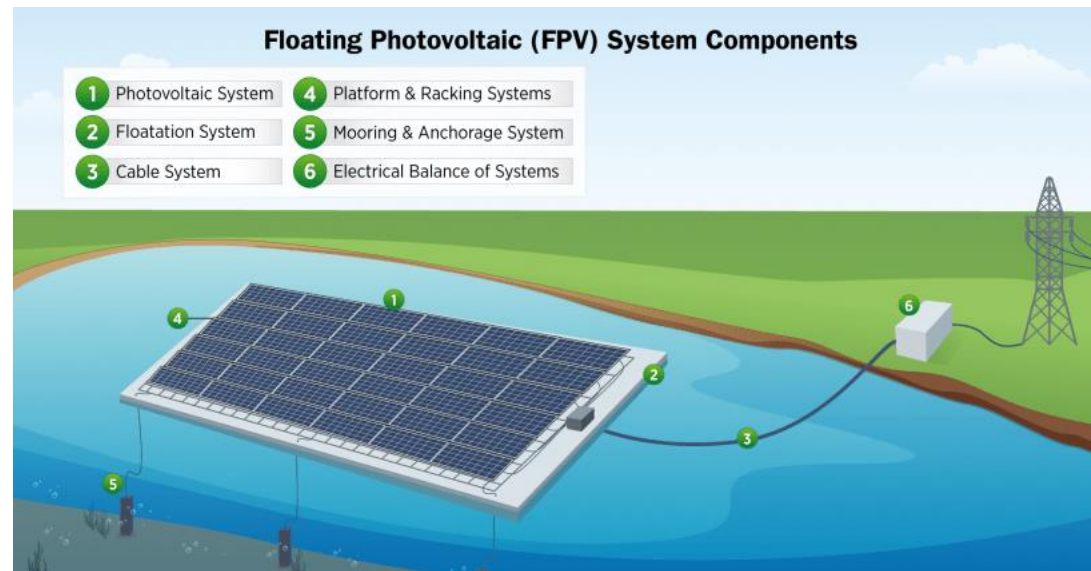 Floating Photovoltaic (FPV) System Components
1 Photovoltaic System
2 Floatation System
3 Cable System
4 Platform & Racking Systems
5 Mooring & Anchorage System
6 Electrical Balance of Systems
1
4
2
6
3
5